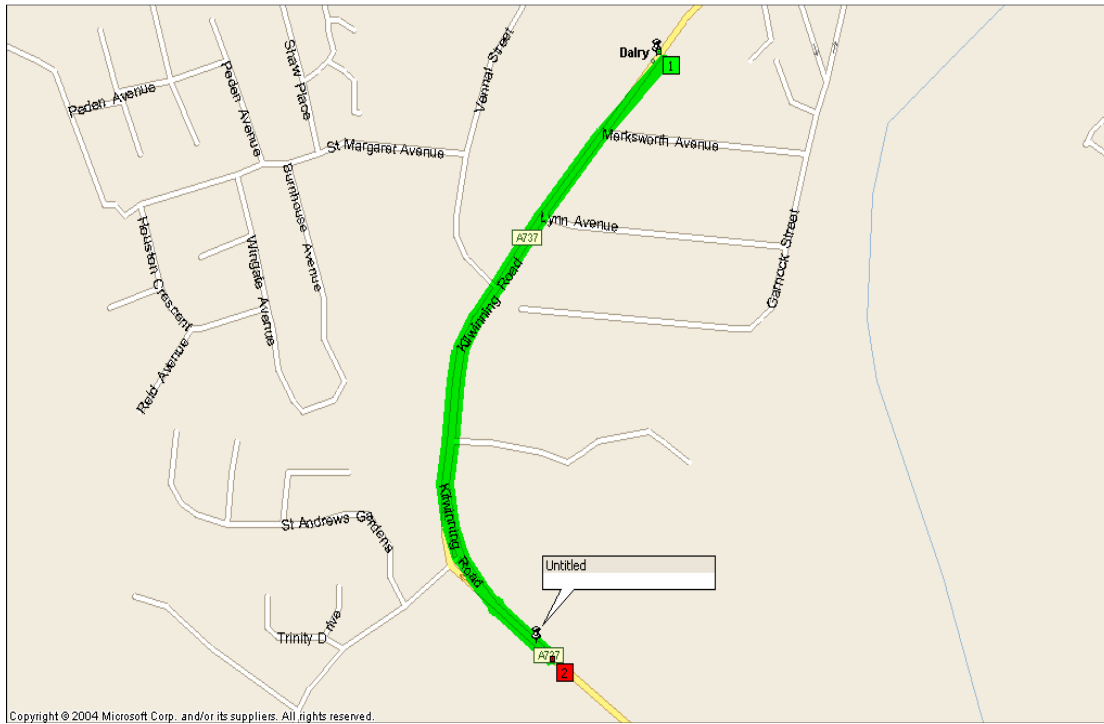 Dalry
1
Shaw Place
Vennal Street
Peden Avenue
Peden Avenue
Merksworth Avenue
St Margaret Avenue
Burnhouse Avenue
Lynn Avenue
A737
Garnock Street
Houston Crescent
Wingate Avenue
Kilwinning Road
Reid Avenue
Kilwinning Road
St Andrews Gardens
Untitled
Trinity Drive
A737
2
Copyright © 2004 Microsoft Corp. and/or its suppliers. All rights reserved.